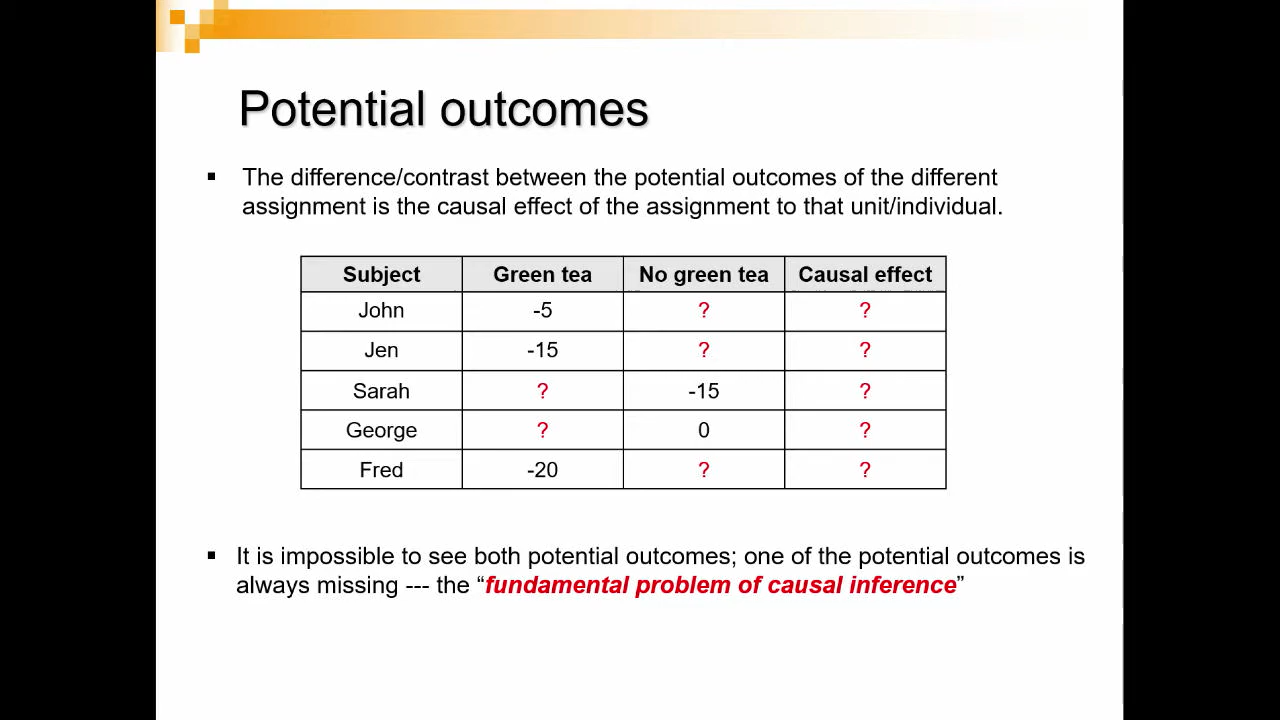 Potential outcomes
▪ The difference/contrast between the potential outcomes of the different
assignment is the causal effect of the assignment to that unit/individual.
Subject Green tea No green tea Causal effect
John -5 ? ?
Jen -15 ? ?
Sarah ? -15 ?
George ? 0 ?
Fred -20 ? ?
▪ It is impossible to see both potential outcomes; one of the potential outcomes is
always missing --- the “fundamental problem of causal inference”